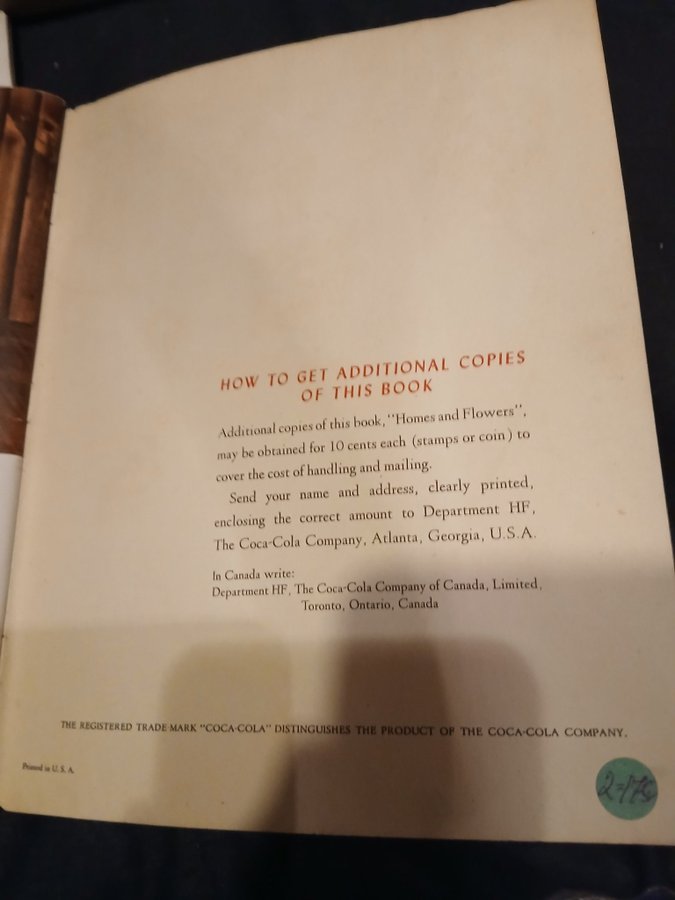 HOW TO GET ADDITIONAL COPIES
OF THIS BOOK
Additional copies of this book, "Homes and Flowers",
may be obtained for 10 cents each (stamps or coin) to
cover the cost of handling and mailing.
Send your name and address, clearly printed,
enclosing the correct amount to Department HF,
The Coca-Cola Company, Atlanta, Georgia, U.S.A.
In Canada write:
Department HF, The Coca-Cola Company of Canada, Limited,
Toronto, Ontario, Canada
THE REGISTERED TRADE-MARK "COCA-COLA" DISTINGUISHES THE PRODUCT OF THE COCA-COLA COMPANY.
Printed in U. S. A.